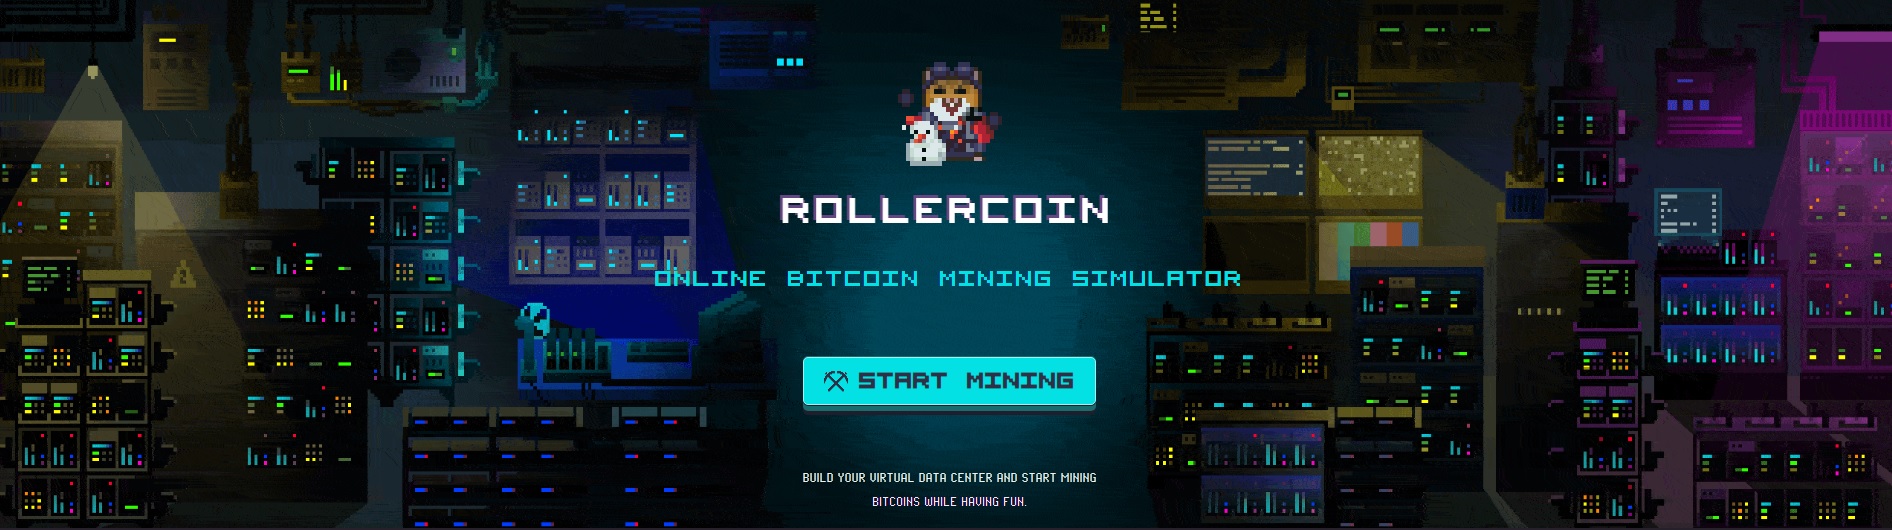 ROLLERCOIN
ONLINE BITCOIN MINING SIMULATOR
START MINING
BUILD YOUR VIRTUAL DATA CENTER AND START MINING
BITCOINS WHILE HAVING FUN.